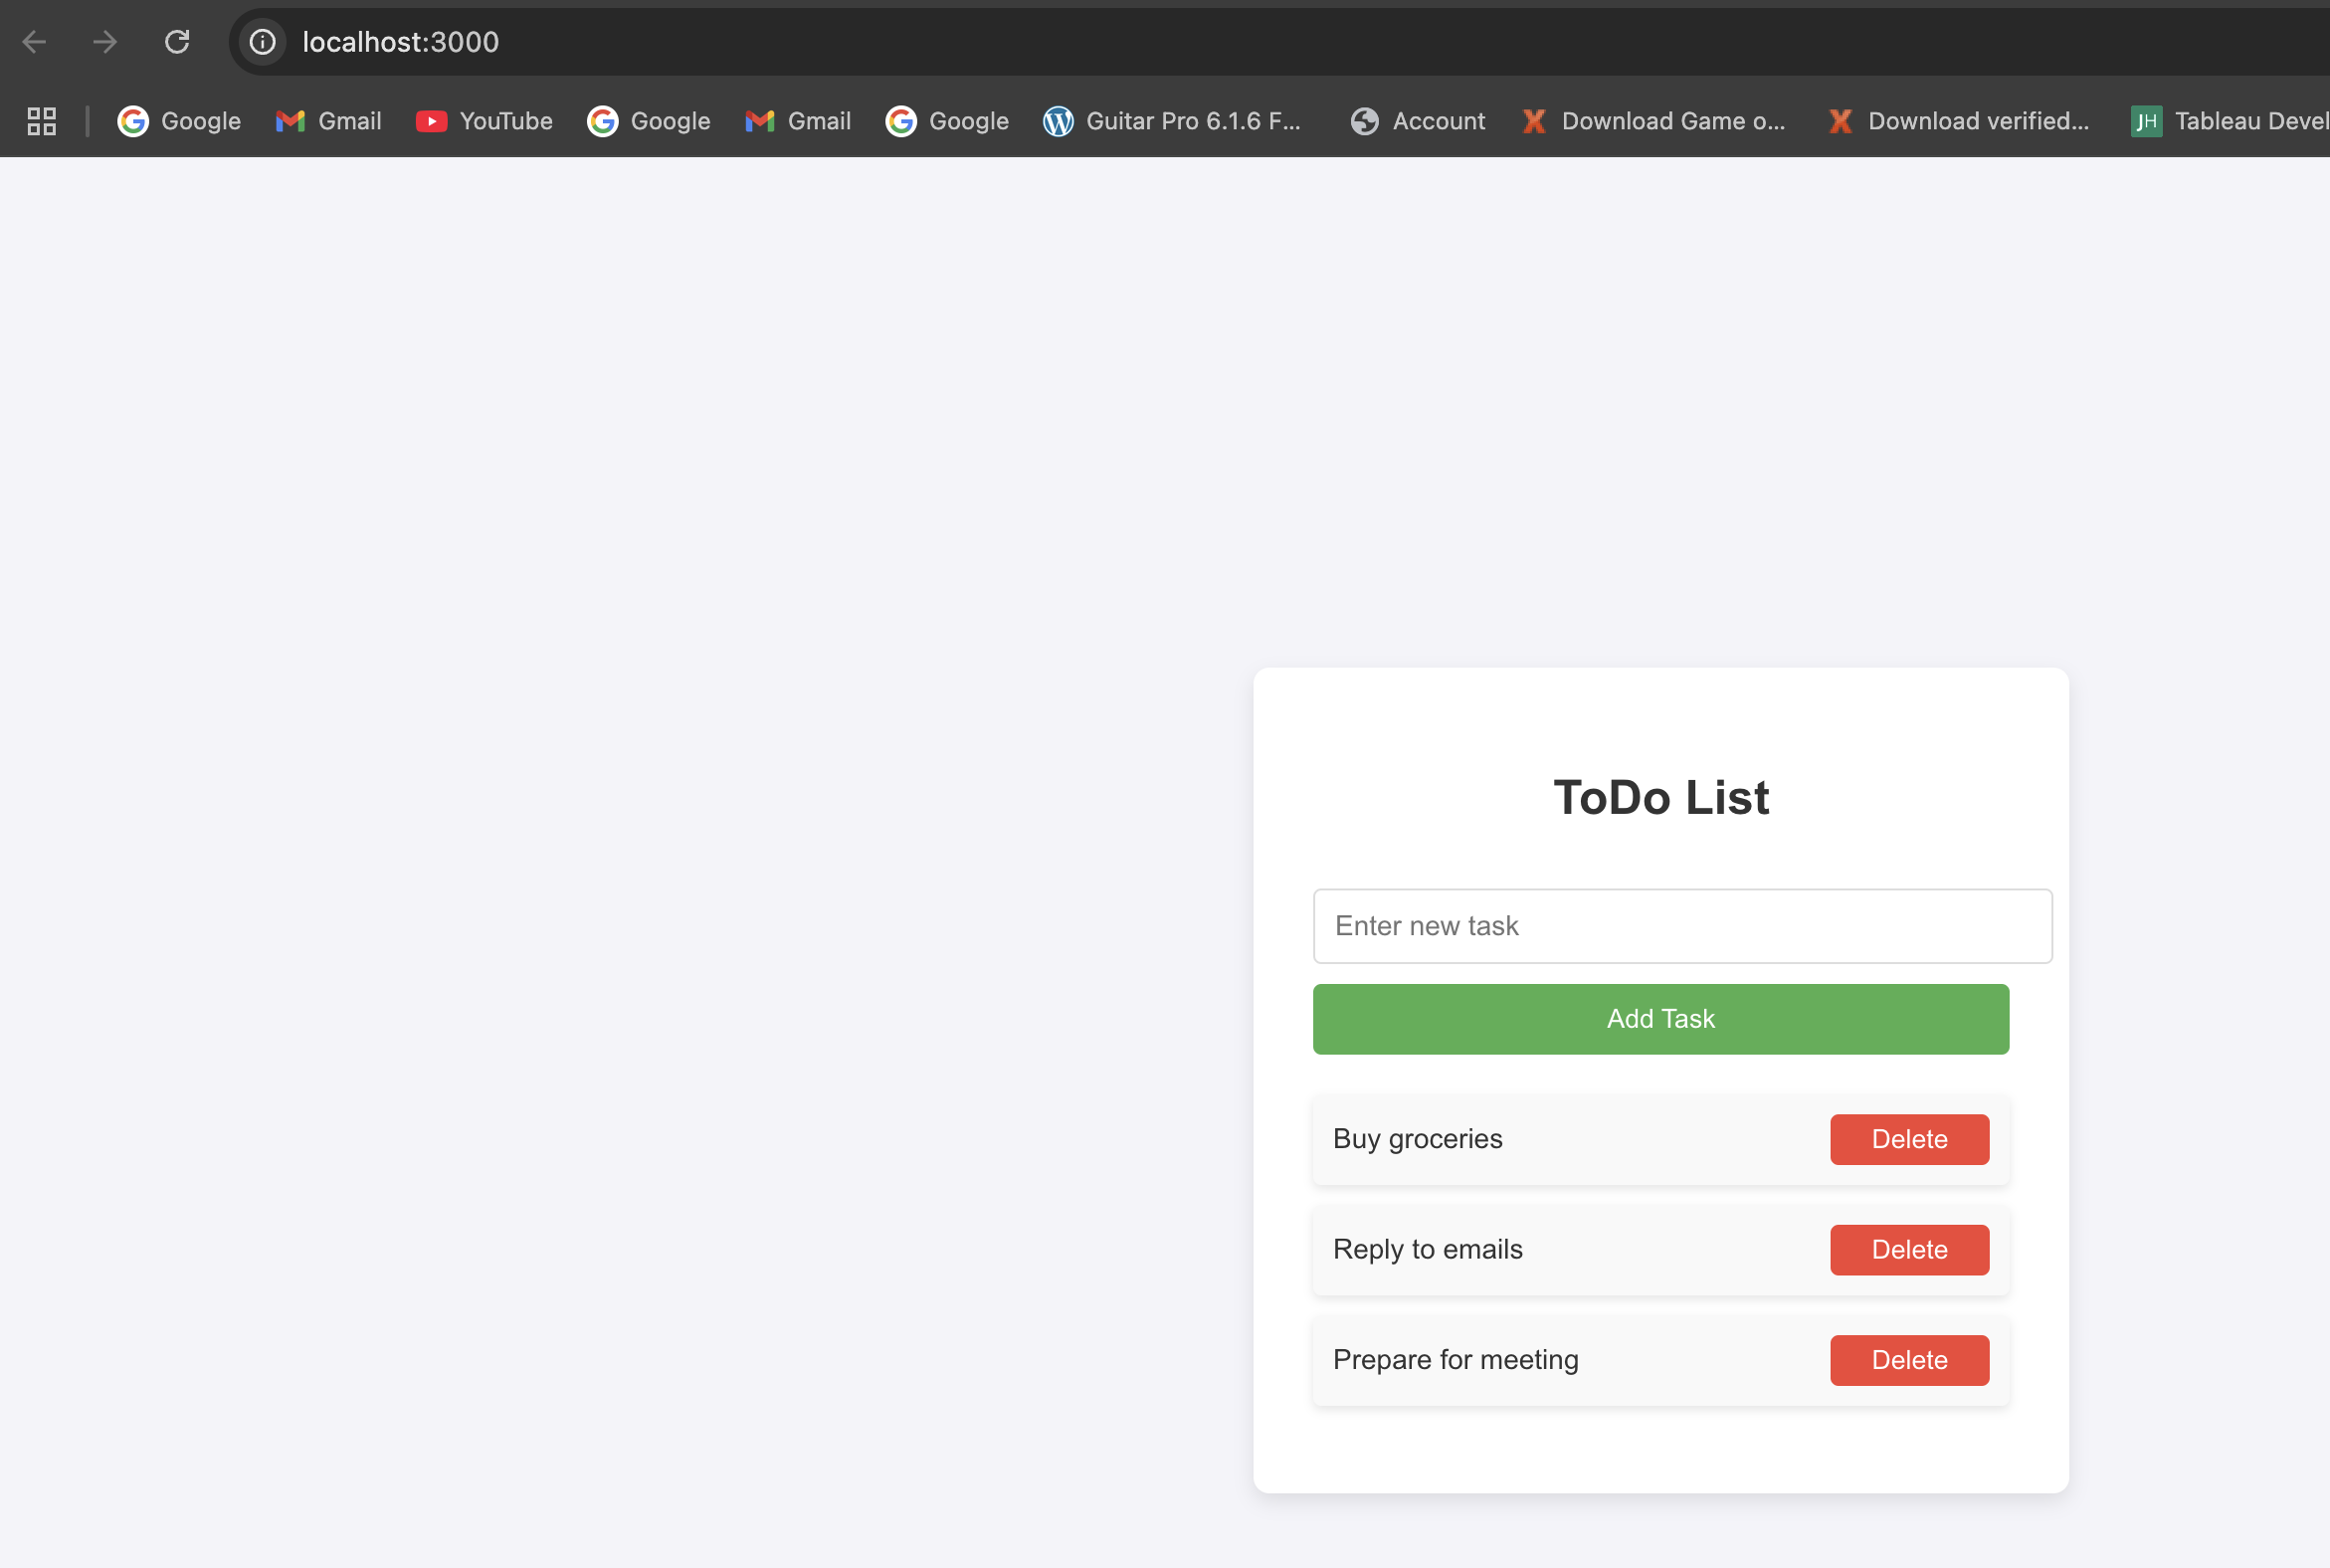 localhost:3000
Google Gmail YouTube Google Gmail Google Guitar Pro 6.1.6 F... Account Download Game o... Download verified... JH Tableau Devel
ToDo List
Enter new task
Add Task
Buy groceries Delete
Reply to emails Delete
Prepare for meeting Delete